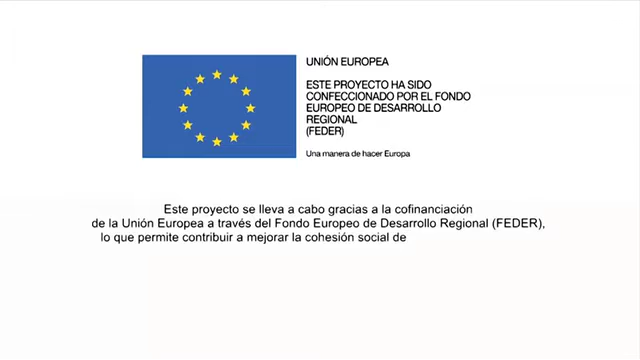 UNIÓN EUROPEA
ESTE PROYECTO HA SIDO
CONFECCIONADO POR EL FONDO
EUROPEO DE DESARROLLO
REGIONAL
(FEDER)
Una manera de hacer Europa
Este proyecto se lleva a cabo gracias a la cofinanciación
de la Unión Europea a través del Fondo Europeo de Desarrollo Regional (FEDER),
lo que permite contribuir a mejorar la cohesión social de